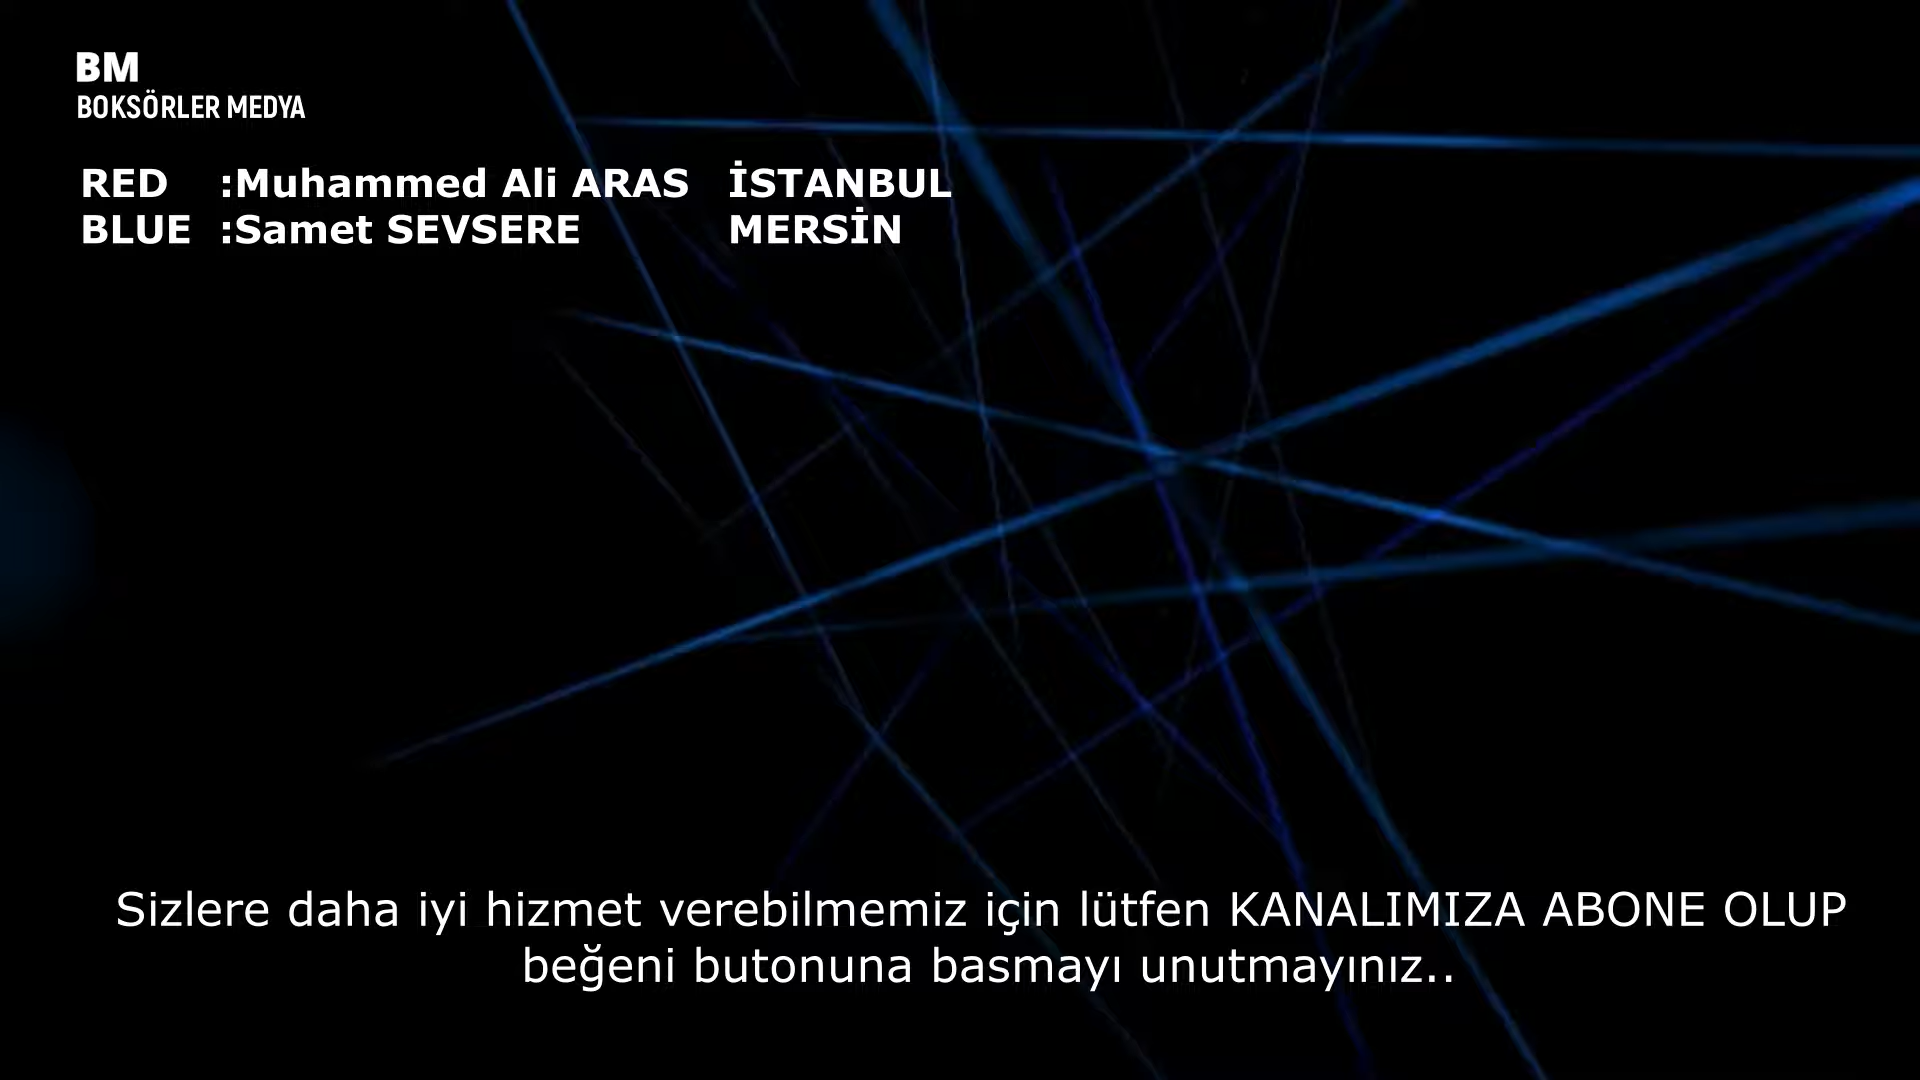 BM
BOKSÖRLER MEDYA
RED :Muhammed Ali ARAS İSTANBUL
BLUE :Samet SEVSERE MERSİN
Sizlere daha iyi hizmet verebilmemiz için lütfen KANALIMIZA ABONE OLUP
beğeni butonuna basmayı unutmayınız..